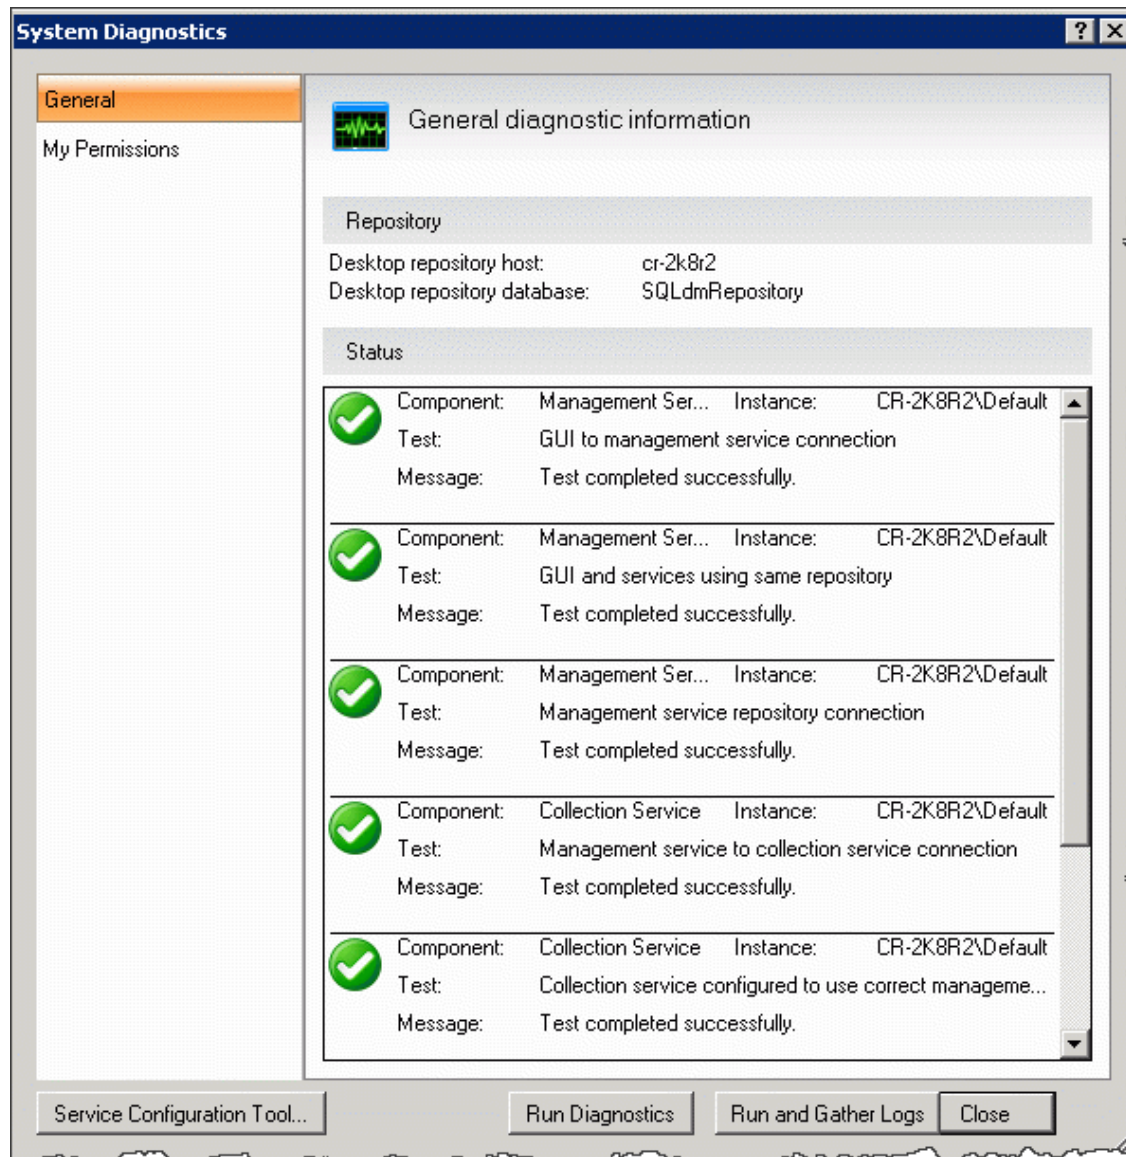 System Diagnostics
General
My Permissions
General diagnostic information
Repository
Desktop repository host: cr-2k8r2
Desktop repository database: SQLdmRepository
Status
Component: Management Ser... Instance: CR-2K8R2\Default
Test: GUI to management service connection
Message: Test completed successfully.
Component: Management Ser... Instance: CR-2K8R2\Default
Test: GUI and services using same repository
Message: Test completed successfully.
Component: Management Ser... Instance: CR-2K8R2\Default
Test: Management service repository connection
Message: Test completed successfully.
Component: Collection Service Instance: CR-2K8R2\Default
Test: Management service to collection service connection
Message: Test completed successfully.
Component: Collection Service Instance: CR-2K8R2\Default
Test: Collection service configured to use correct manageme...
Message: Test completed successfully.
Service Configuration Tool... Run Diagnostics Run and Gather Logs Close